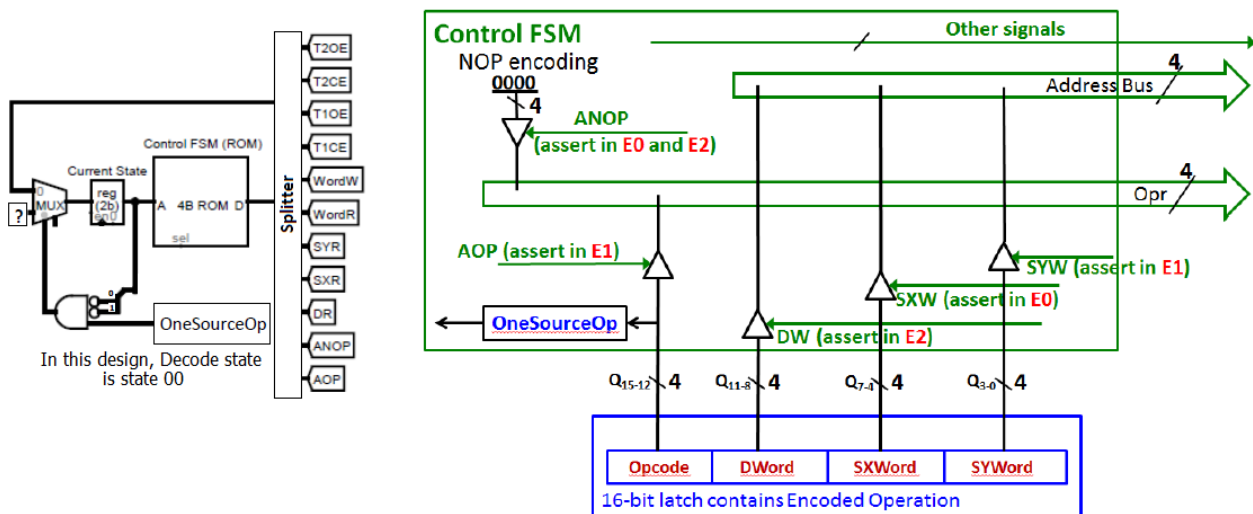 Control FSM (ROM)
Current State
0
MUX
?
reg
(2b)
en0
A 4B ROM D
sel
0
1
OneSourceOp
In this design, Decode state
is state 00
Splitter
T2OE
T2CE
T1OE
T1CE
WordW
WordR
SYR
SXR
DR
ANOP
AOP
Control FSM
NOP encoding
0000
4
ANOP
(assert in E0 and E2)
Other signals
4
Address Bus
4
Opr
AOP (assert in E1)
SYW (assert in E1)
SXW (assert in E0)
OneSourceOp
DW (assert in E2)
Q15-12 4
Q11-8 4
Q7-4 4
Q3-0 4
Opcode
DWord
SXWord
SYWord
16-bit latch contains Encoded Operation